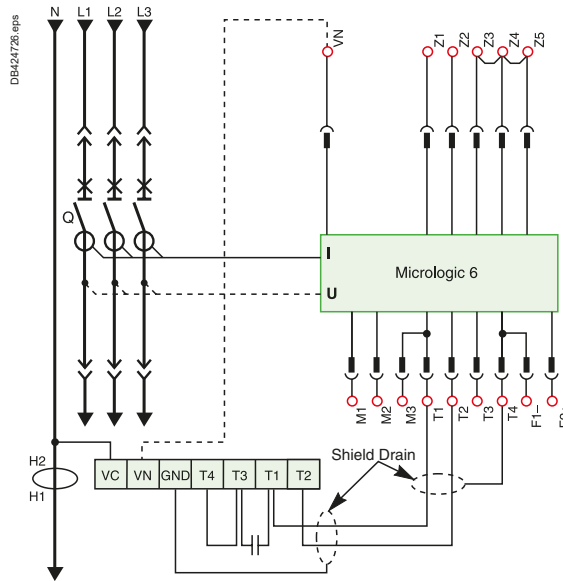 DB424726.eps
N L1 L2 L3
VN Z1 Z2 Z3 Z4 Z5
Q
I
Micrologic 6
U
M1 M2 M3 T1 T2 T3 T4 F1–
Shield Drain
H2
H1
VC VN GND T4 T3 T1 T2